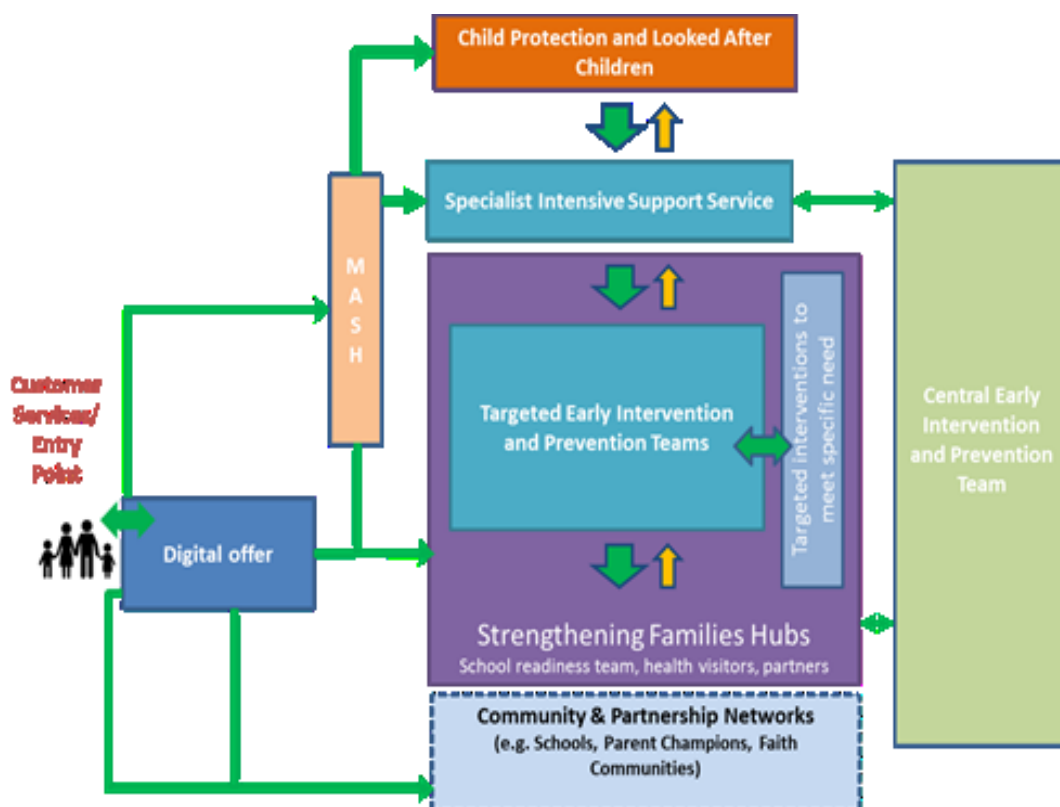 Child Protection and Looked After
Children
Specialist Intensive Support Service
M
A
S
H
Customer
Services/
Entry
Point
Digital offer
Targeted Early Intervention
and Prevention Teams
Targeted interventions to
meet specific need
Central Early
Intervention
and Prevention
Team
Strengthening Families Hubs
School readiness team, health visitors, partners
Community & Partnership Networks
(e.g. Schools, Parent Champions, Faith
Communities)